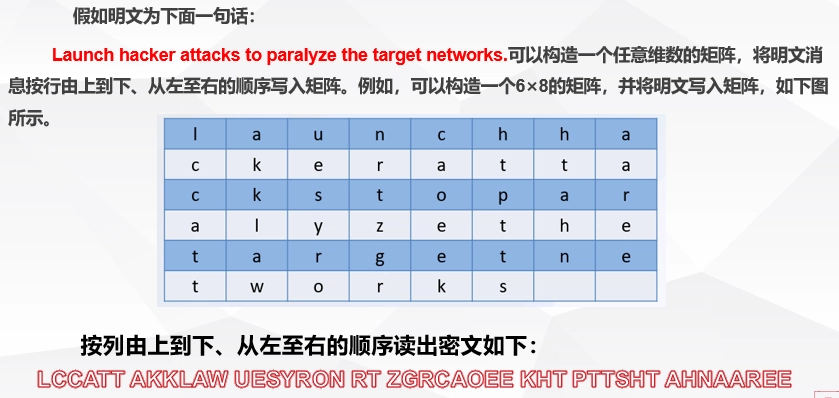 假如明文为下面一句话：
Launch hacker attacks to paralyze the target networks.可以构造一个任意维数的矩阵，将明文消
息按行由上到下、从左至右的顺序写入矩阵。例如，可以构造一个6×8的矩阵，并将明文写入矩阵，如下图
所示。
l a u n c h h a
c k e r a t t a
c k s t o p a r
a l y z e t h e
t a r g e t n e
t w o r k s
按列由上到下、从左至右的顺序读出密文如下：
LCCATT AKKLAW UESYRON RT ZGRCAOEE KHT PTTSHT AHNAAREE